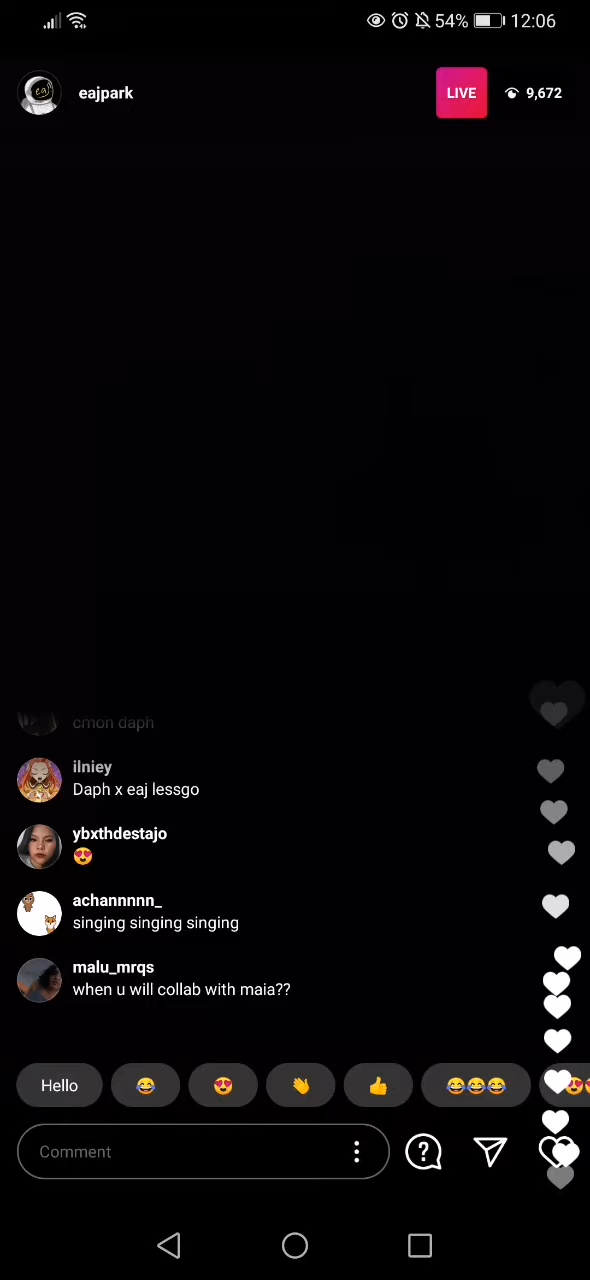 54% 12:06
eajpark LIVE 9,672
cmon daph
ilniey
Daph x eaj lessgo
ybxthdestajo
😍
achannnnn_
singing singing singing
malu_mrqs
when u will collab with maia??
Hello 😂 😍 👏 👍 😂😂😂
Comment